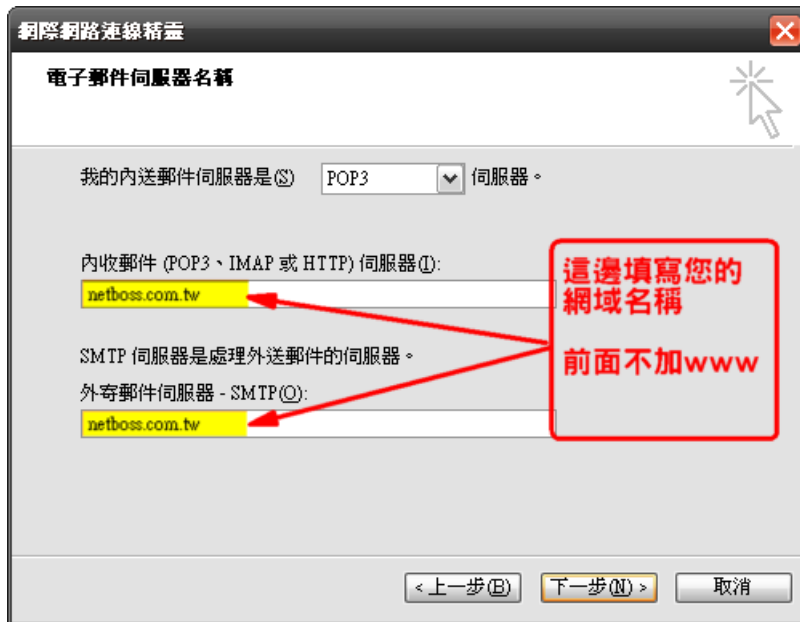 網際網路連線精靈
電子郵件伺服器名稱
我的內送郵件伺服器是(S) POP3 伺服器。
內收郵件 (POP3、IMAP 或 HTTP) 伺服器(I):
netboss.com.tw
這邊填寫您的
網域名稱
前面不加www
SMTP 伺服器是處理外送郵件的伺服器。
外寄郵件伺服器 - SMTP(O):
netboss.com.tw
< 上一步(B) 下一步(N) > 取消